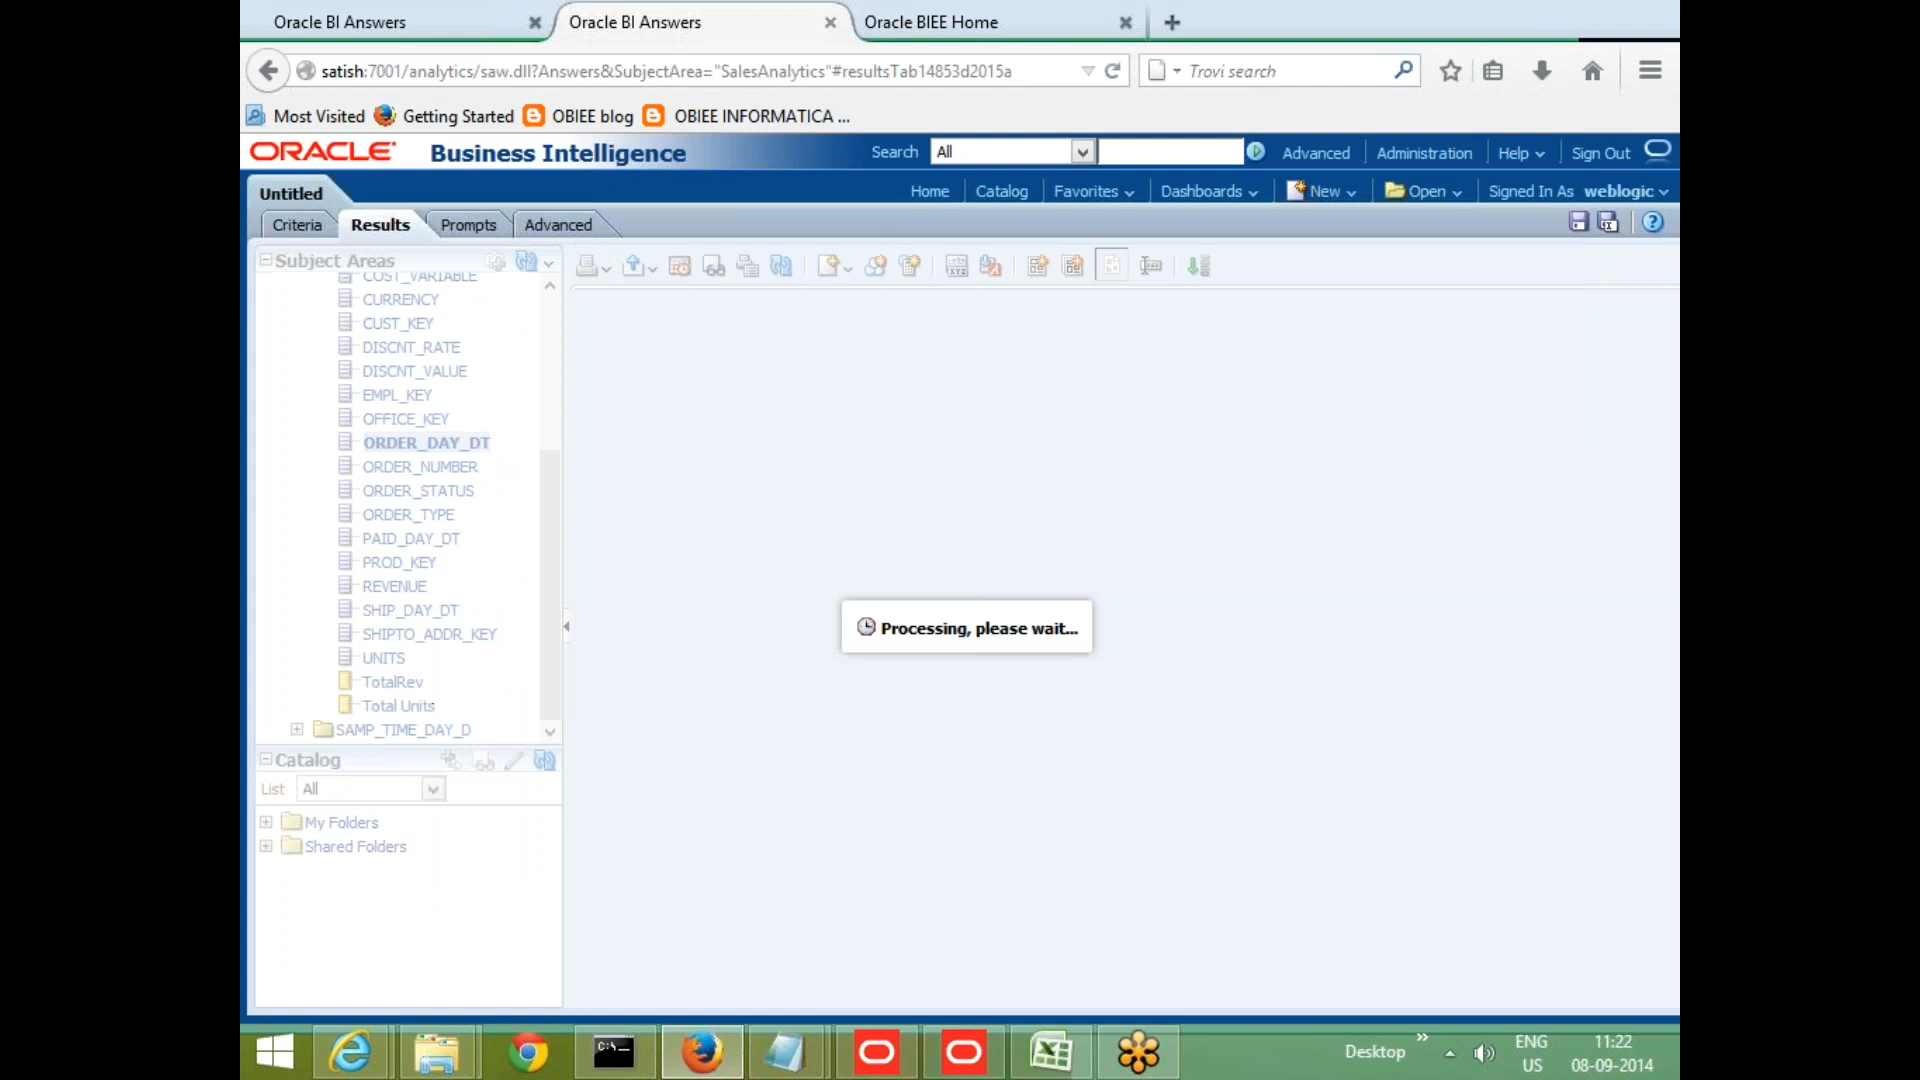 Oracle BI Answers
Oracle BI Answers
Oracle BIEE Home
satish:7001/analytics/saw.dll?Answers&SubjectArea="SalesAnalytics"#resultsTab14853d2015a
Trovi search
Most Visited
Getting Started
OBIEE blog
OBIEE INFORMATICA ...
ORACLE
Business Intelligence
Search
All
Advanced
Administration
Help
Sign Out
Untitled
Home
Catalog
Favorites
Dashboards
New
Open
Signed In As weblogic
Criteria
Results
Prompts
Advanced
Subject Areas
CUST_VARIABLE
CURRENCY
CUST_KEY
DISCNT_RATE
DISCNT_VALUE
EMPL_KEY
OFFICE_KEY
ORDER_DAY_DT
ORDER_NUMBER
ORDER_STATUS
ORDER_TYPE
PAID_DAY_DT
PROD_KEY
REVENUE
SHIP_DAY_DT
SHIPTO_ADDR_KEY
UNITS
TotalRev
Total Units
SAMP_TIME_DAY_D
Processing, please wait...
Catalog
List All
My Folders
Shared Folders
C:\_
Desktop
ENG
US
11:22
08-09-2014